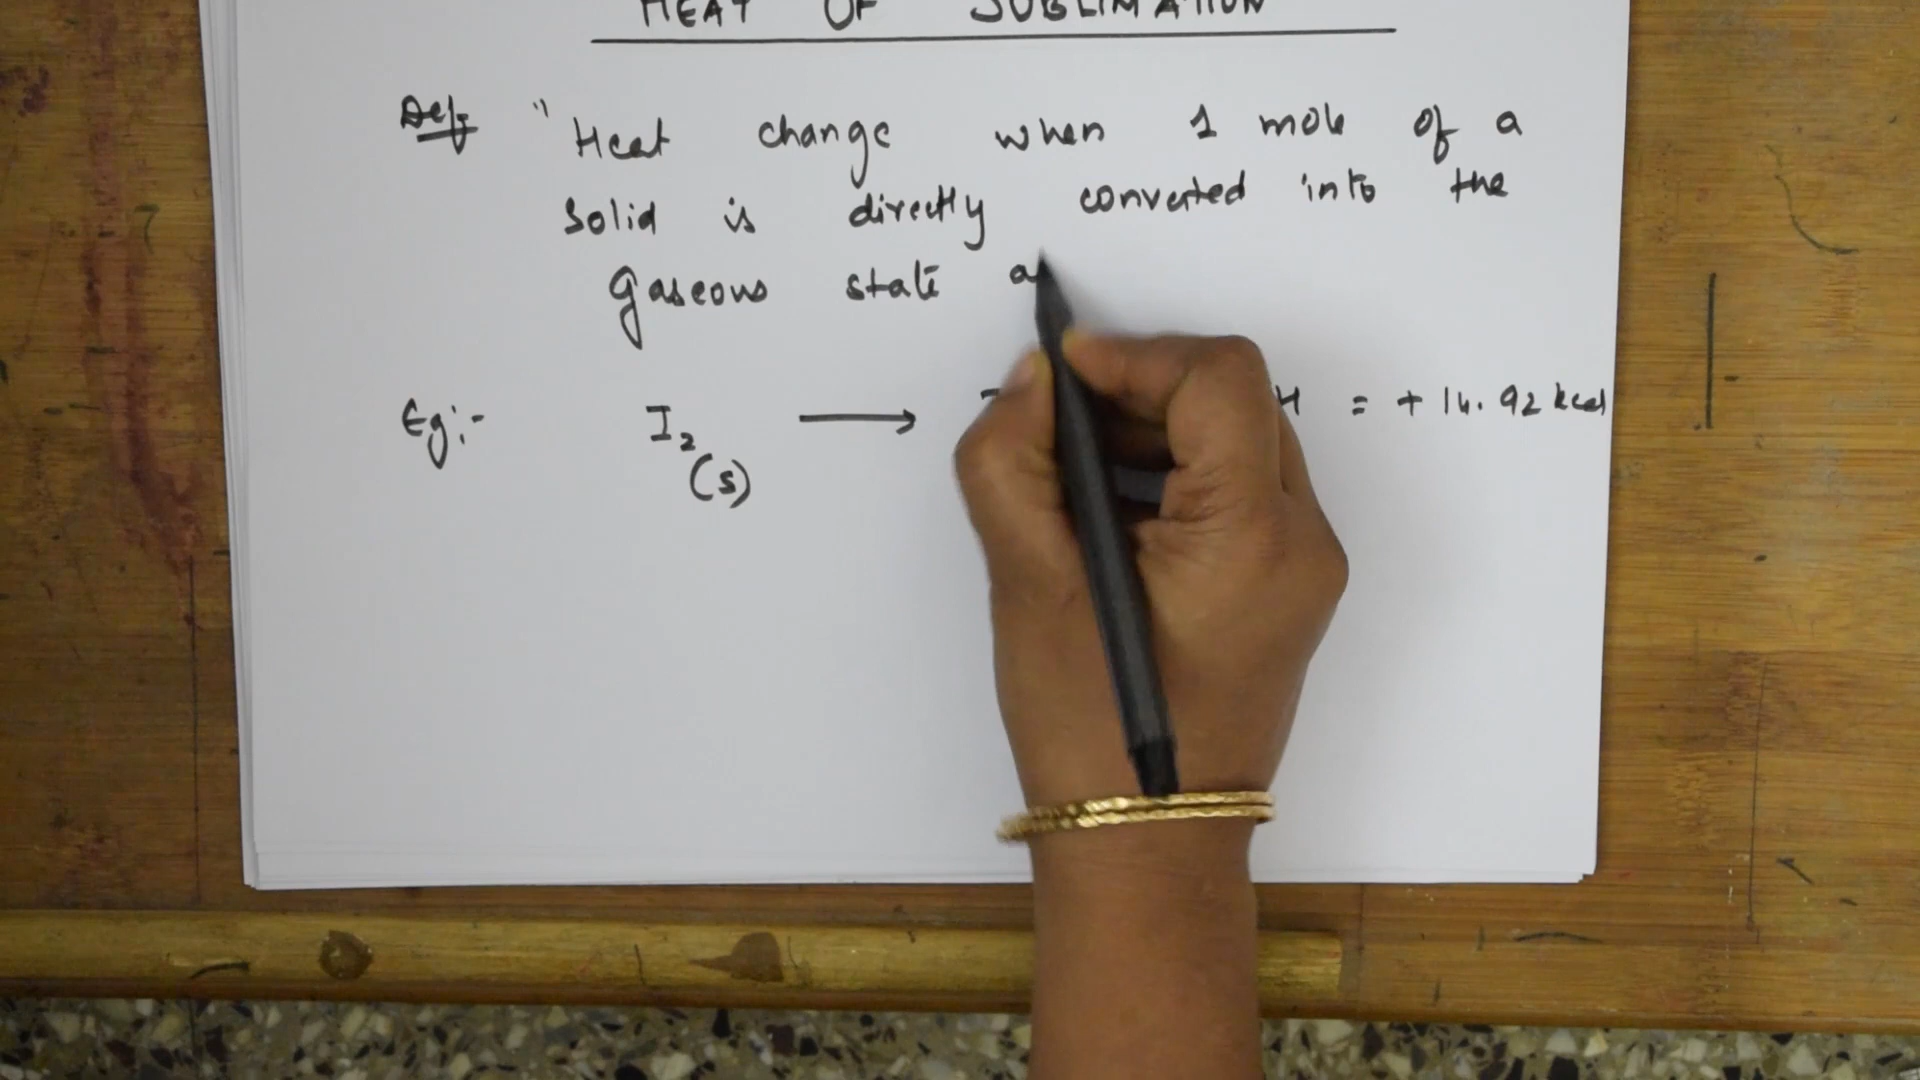 HEAT OF SUBLIMATION
Def "Heat change when 1 mole of a
solid is directly converted into the
gaseous state a
Eg:- I₂(s) ⟶ H = + 14.92 kcal